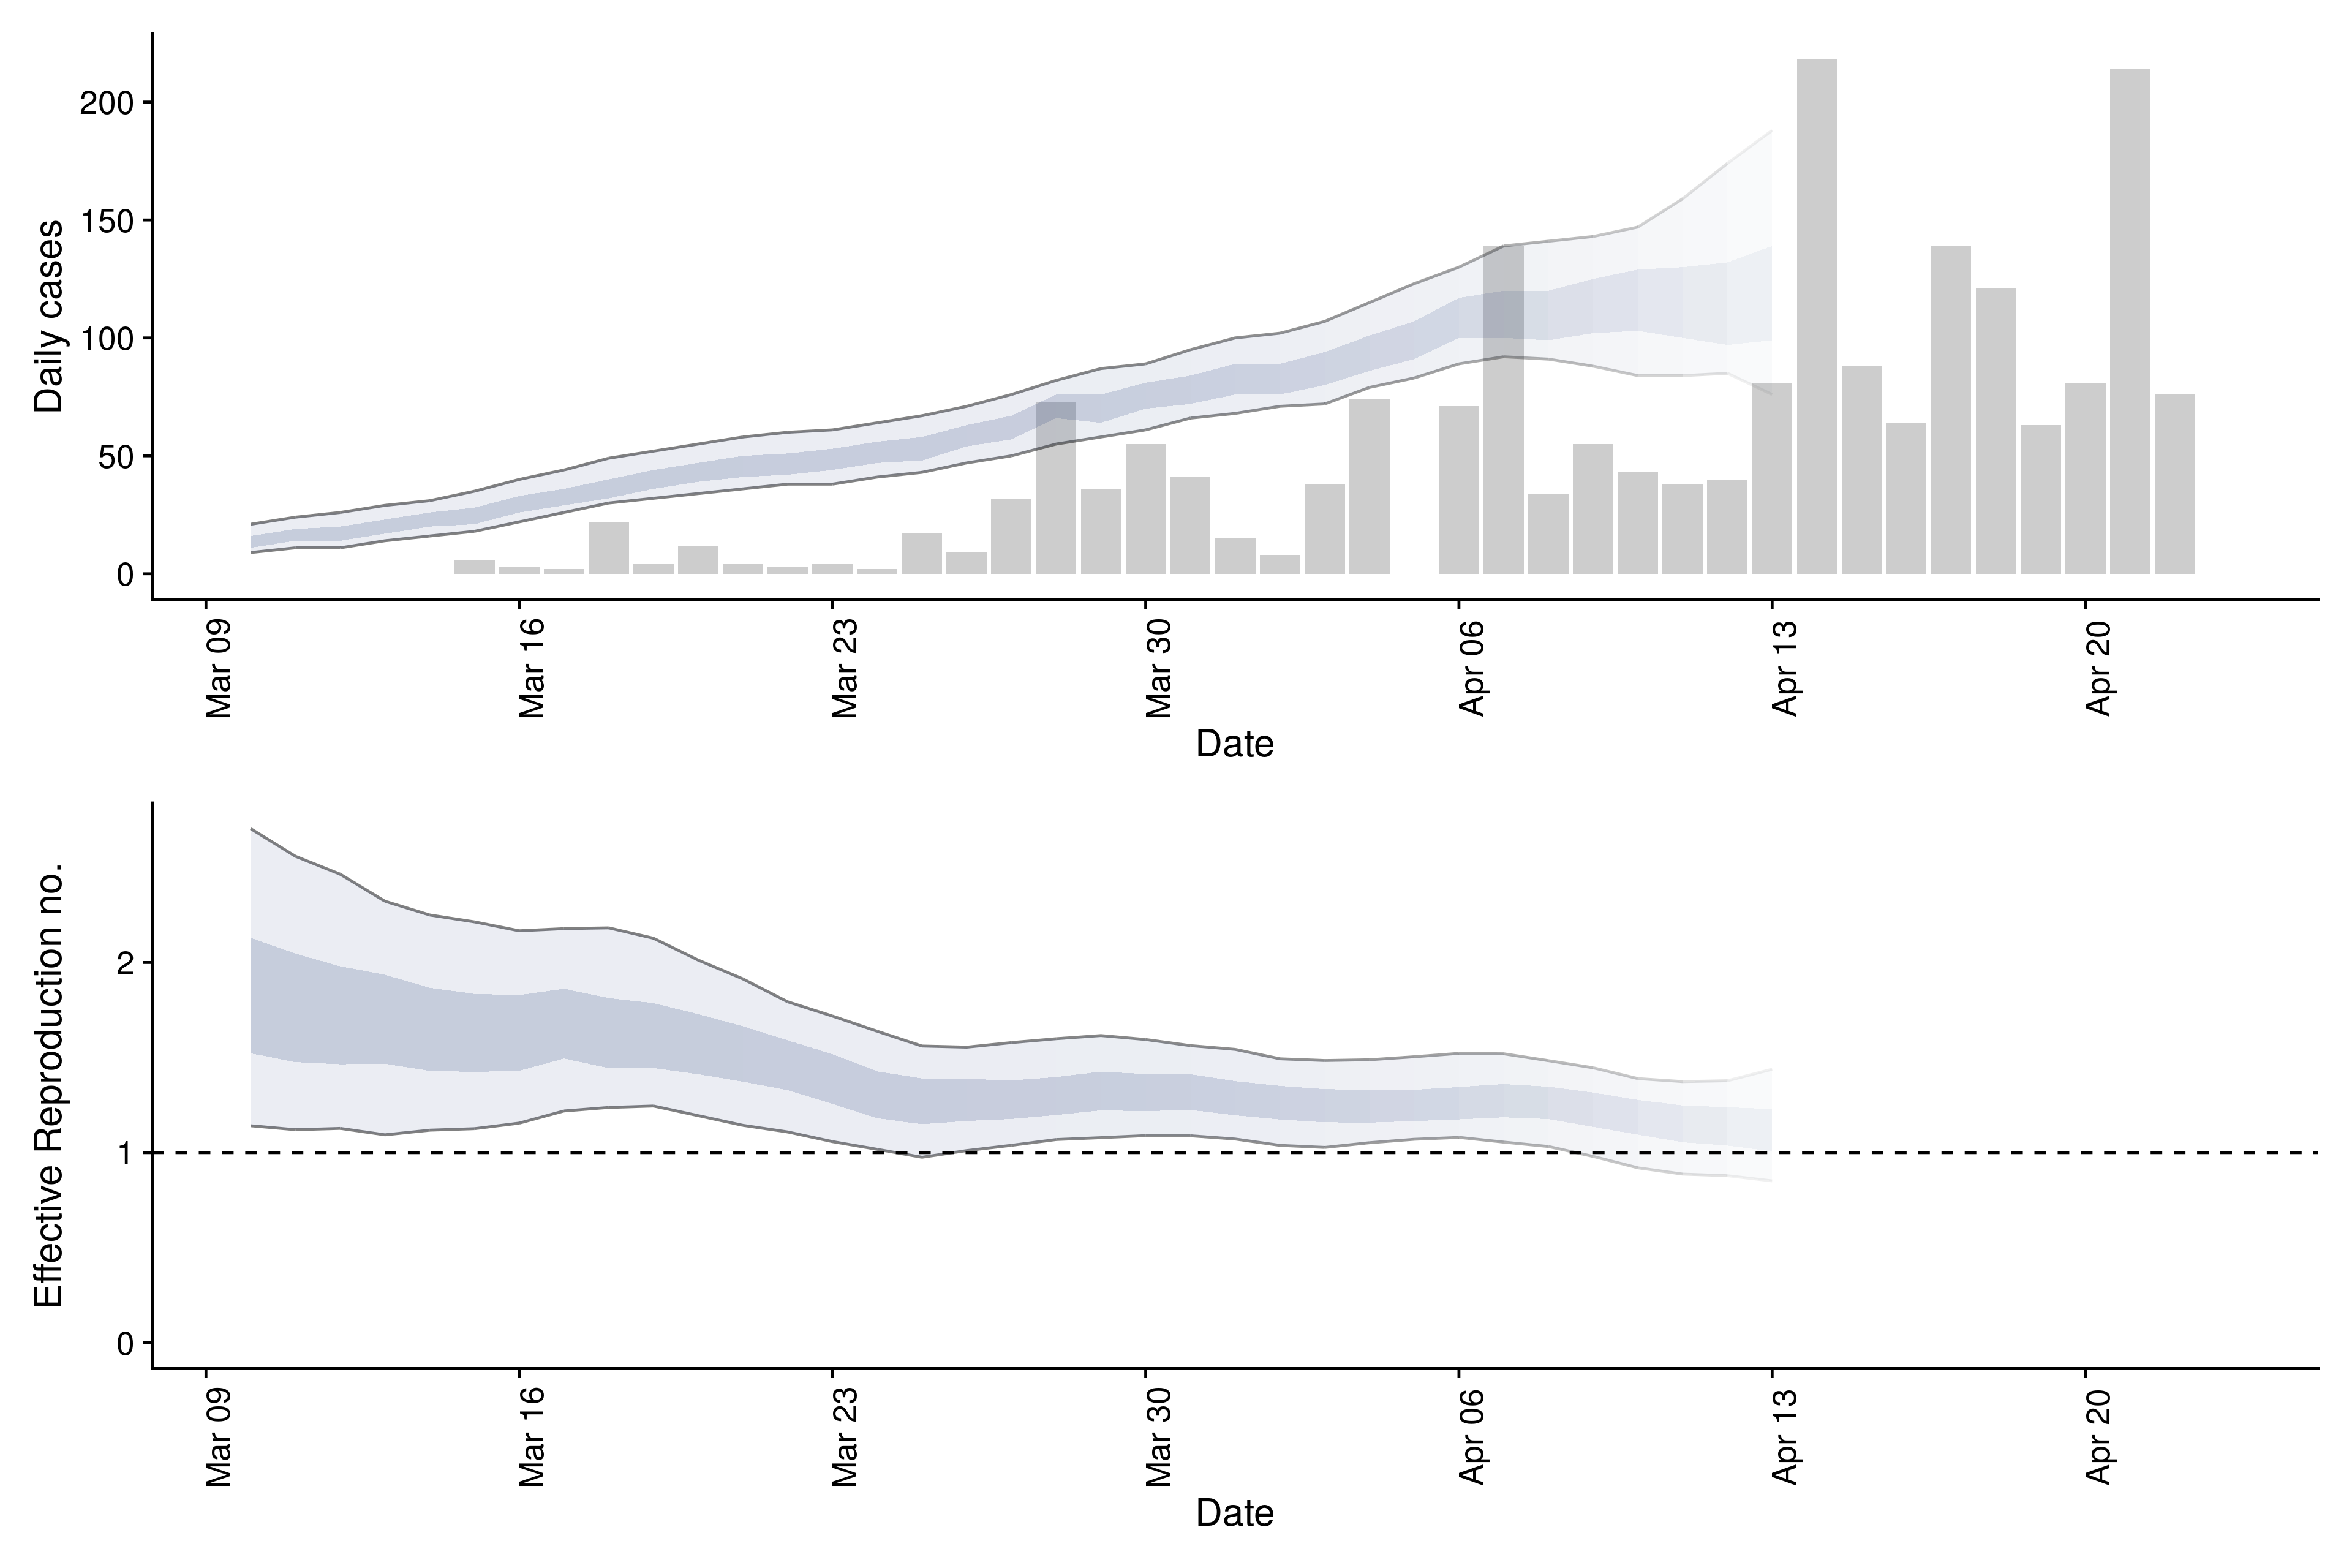 Daily cases
200
150
100
50
0
Mar 09
Mar 16
Mar 23
Mar 30
Apr 06
Apr 13
Apr 20
Date
Effective Reproduction no.
2
1
0
Mar 09
Mar 16
Mar 23
Mar 30
Apr 06
Apr 13
Apr 20
Date